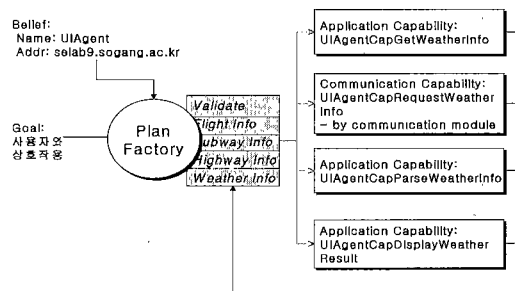 Belief:
Name: UIAgent
Addr: selab9.sogang.ac.kr
Goal:
사용자와
상호작용
Plan
Factory
Validate
Flight Info
Subway Info
Highway Info
Weather Info
Application Capability:
UIAgentCapGetWeatherInfo
Communication Capability:
UIAgentCapRequestWeather
Info
- by communication module
Application Capability:
UIAgentCapParseWeatherInfo
Application Capability:
UIAgentCapDisplayWeather
Result